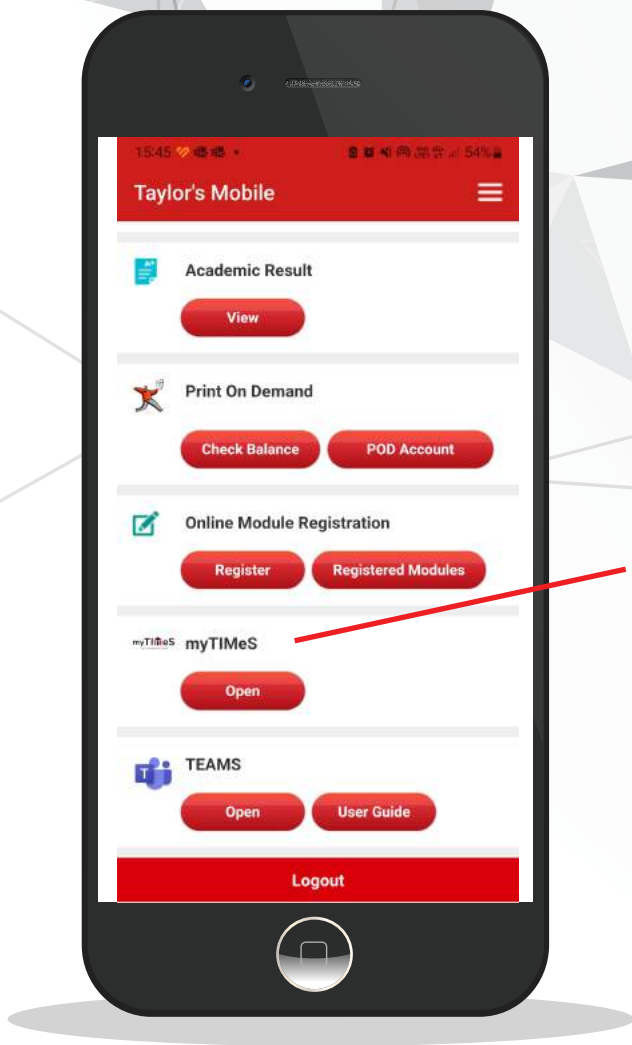 15:45
54%
Taylor's Mobile
Academic Result
View
Print On Demand
Check Balance POD Account
Online Module Registration
Register Registered Modules
myTIMeS myTIMeS
Open
TEAMS
Open User Guide
Logout